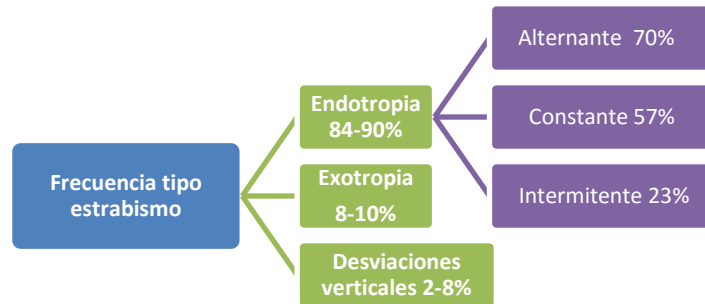 Frecuencia tipo
estrabismo
Endotropia
84-90%
Exotropia
8-10%
Desviaciones
verticales 2-8%
Alternante 70%
Constante 57%
Intermitente 23%